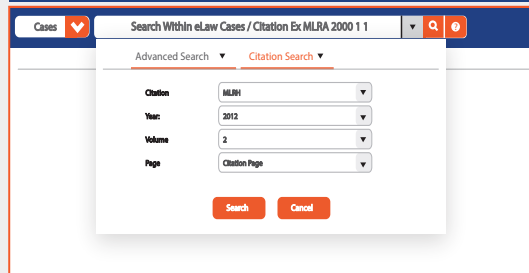 Cases Search Within eLaw Cases / Citation Ex MLRA 2000 1 1
Advanced Search Citation Search
Citation MLRH
Year: 2012
Volume 2
Page Citation Page
Search Cancel